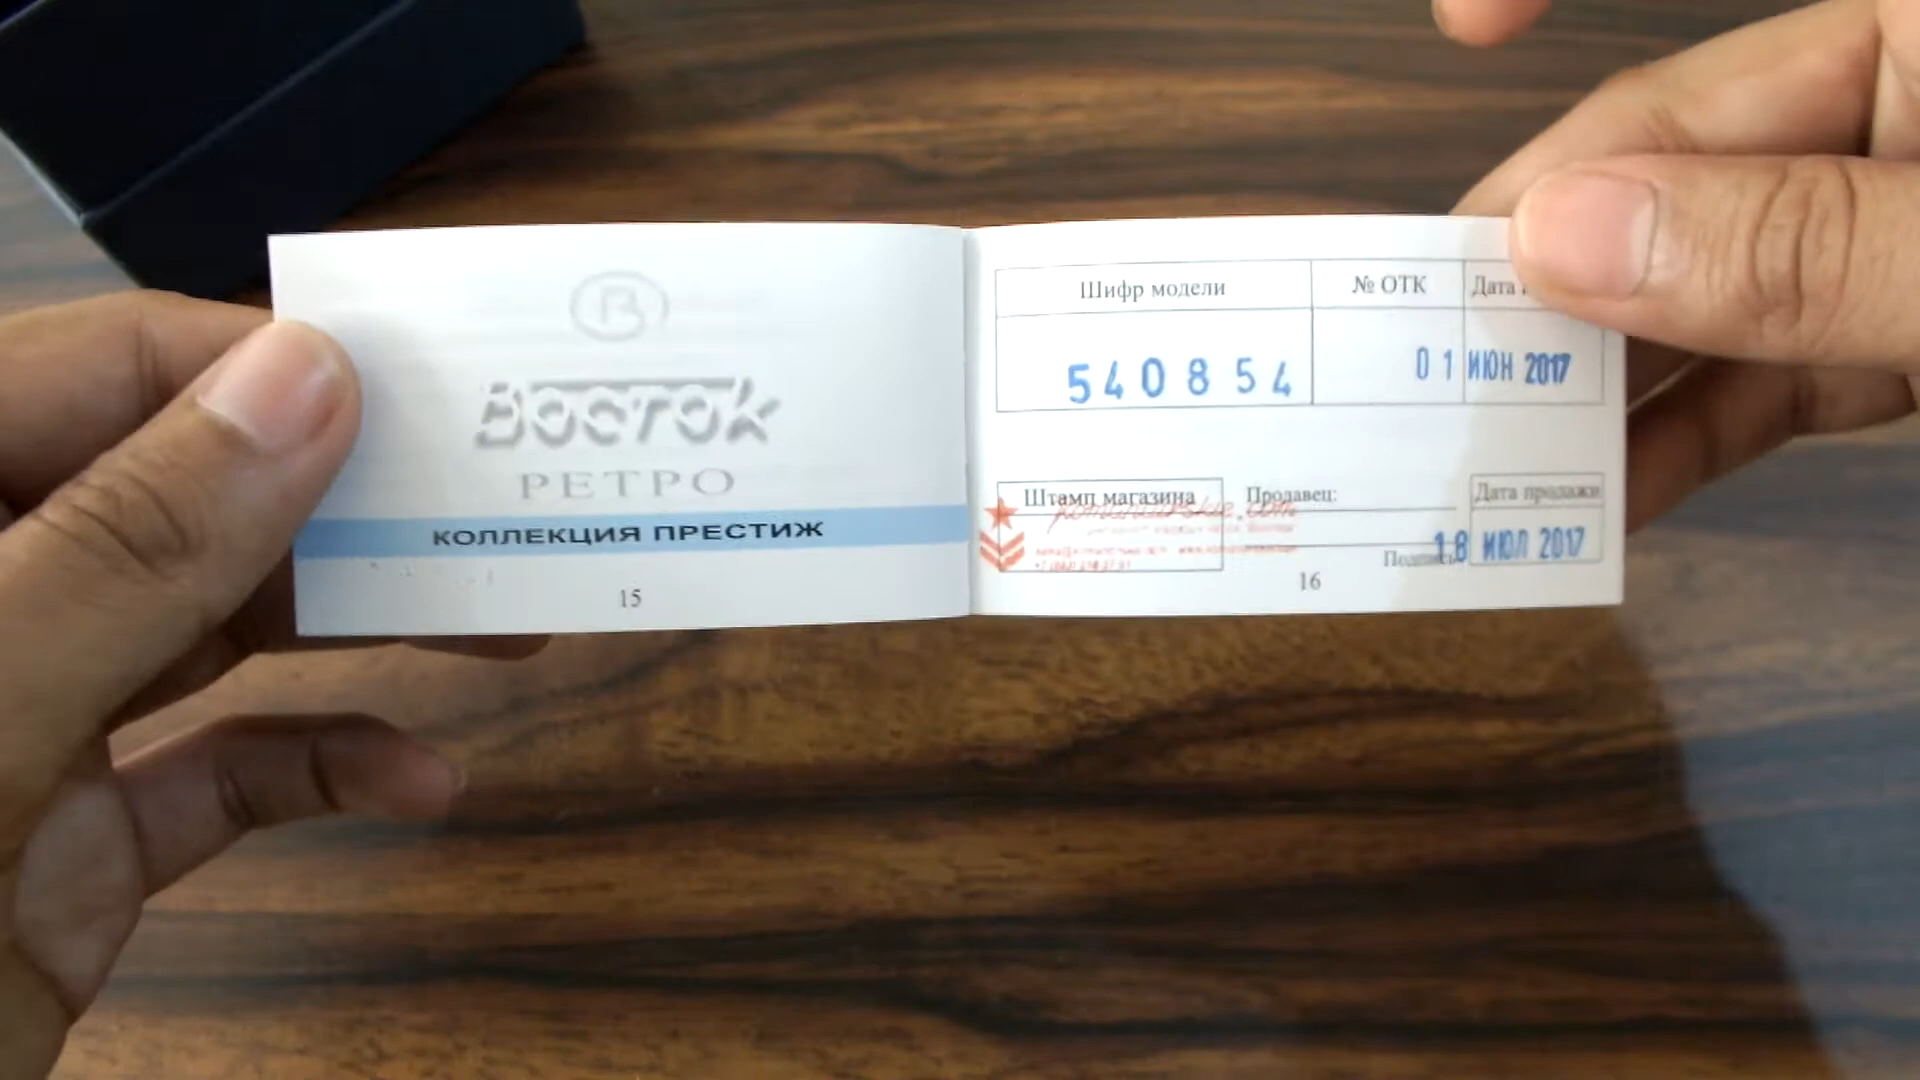 В
Восток
РЕТРО
КОЛЛЕКЦИЯ ПРЕСТИЖ
15
Шифр модели № ОТК Дата
540854 01 ИЮН 2017
Штамп магазина Продавец: Дата продажи
18 ИЮЛ 2017
16